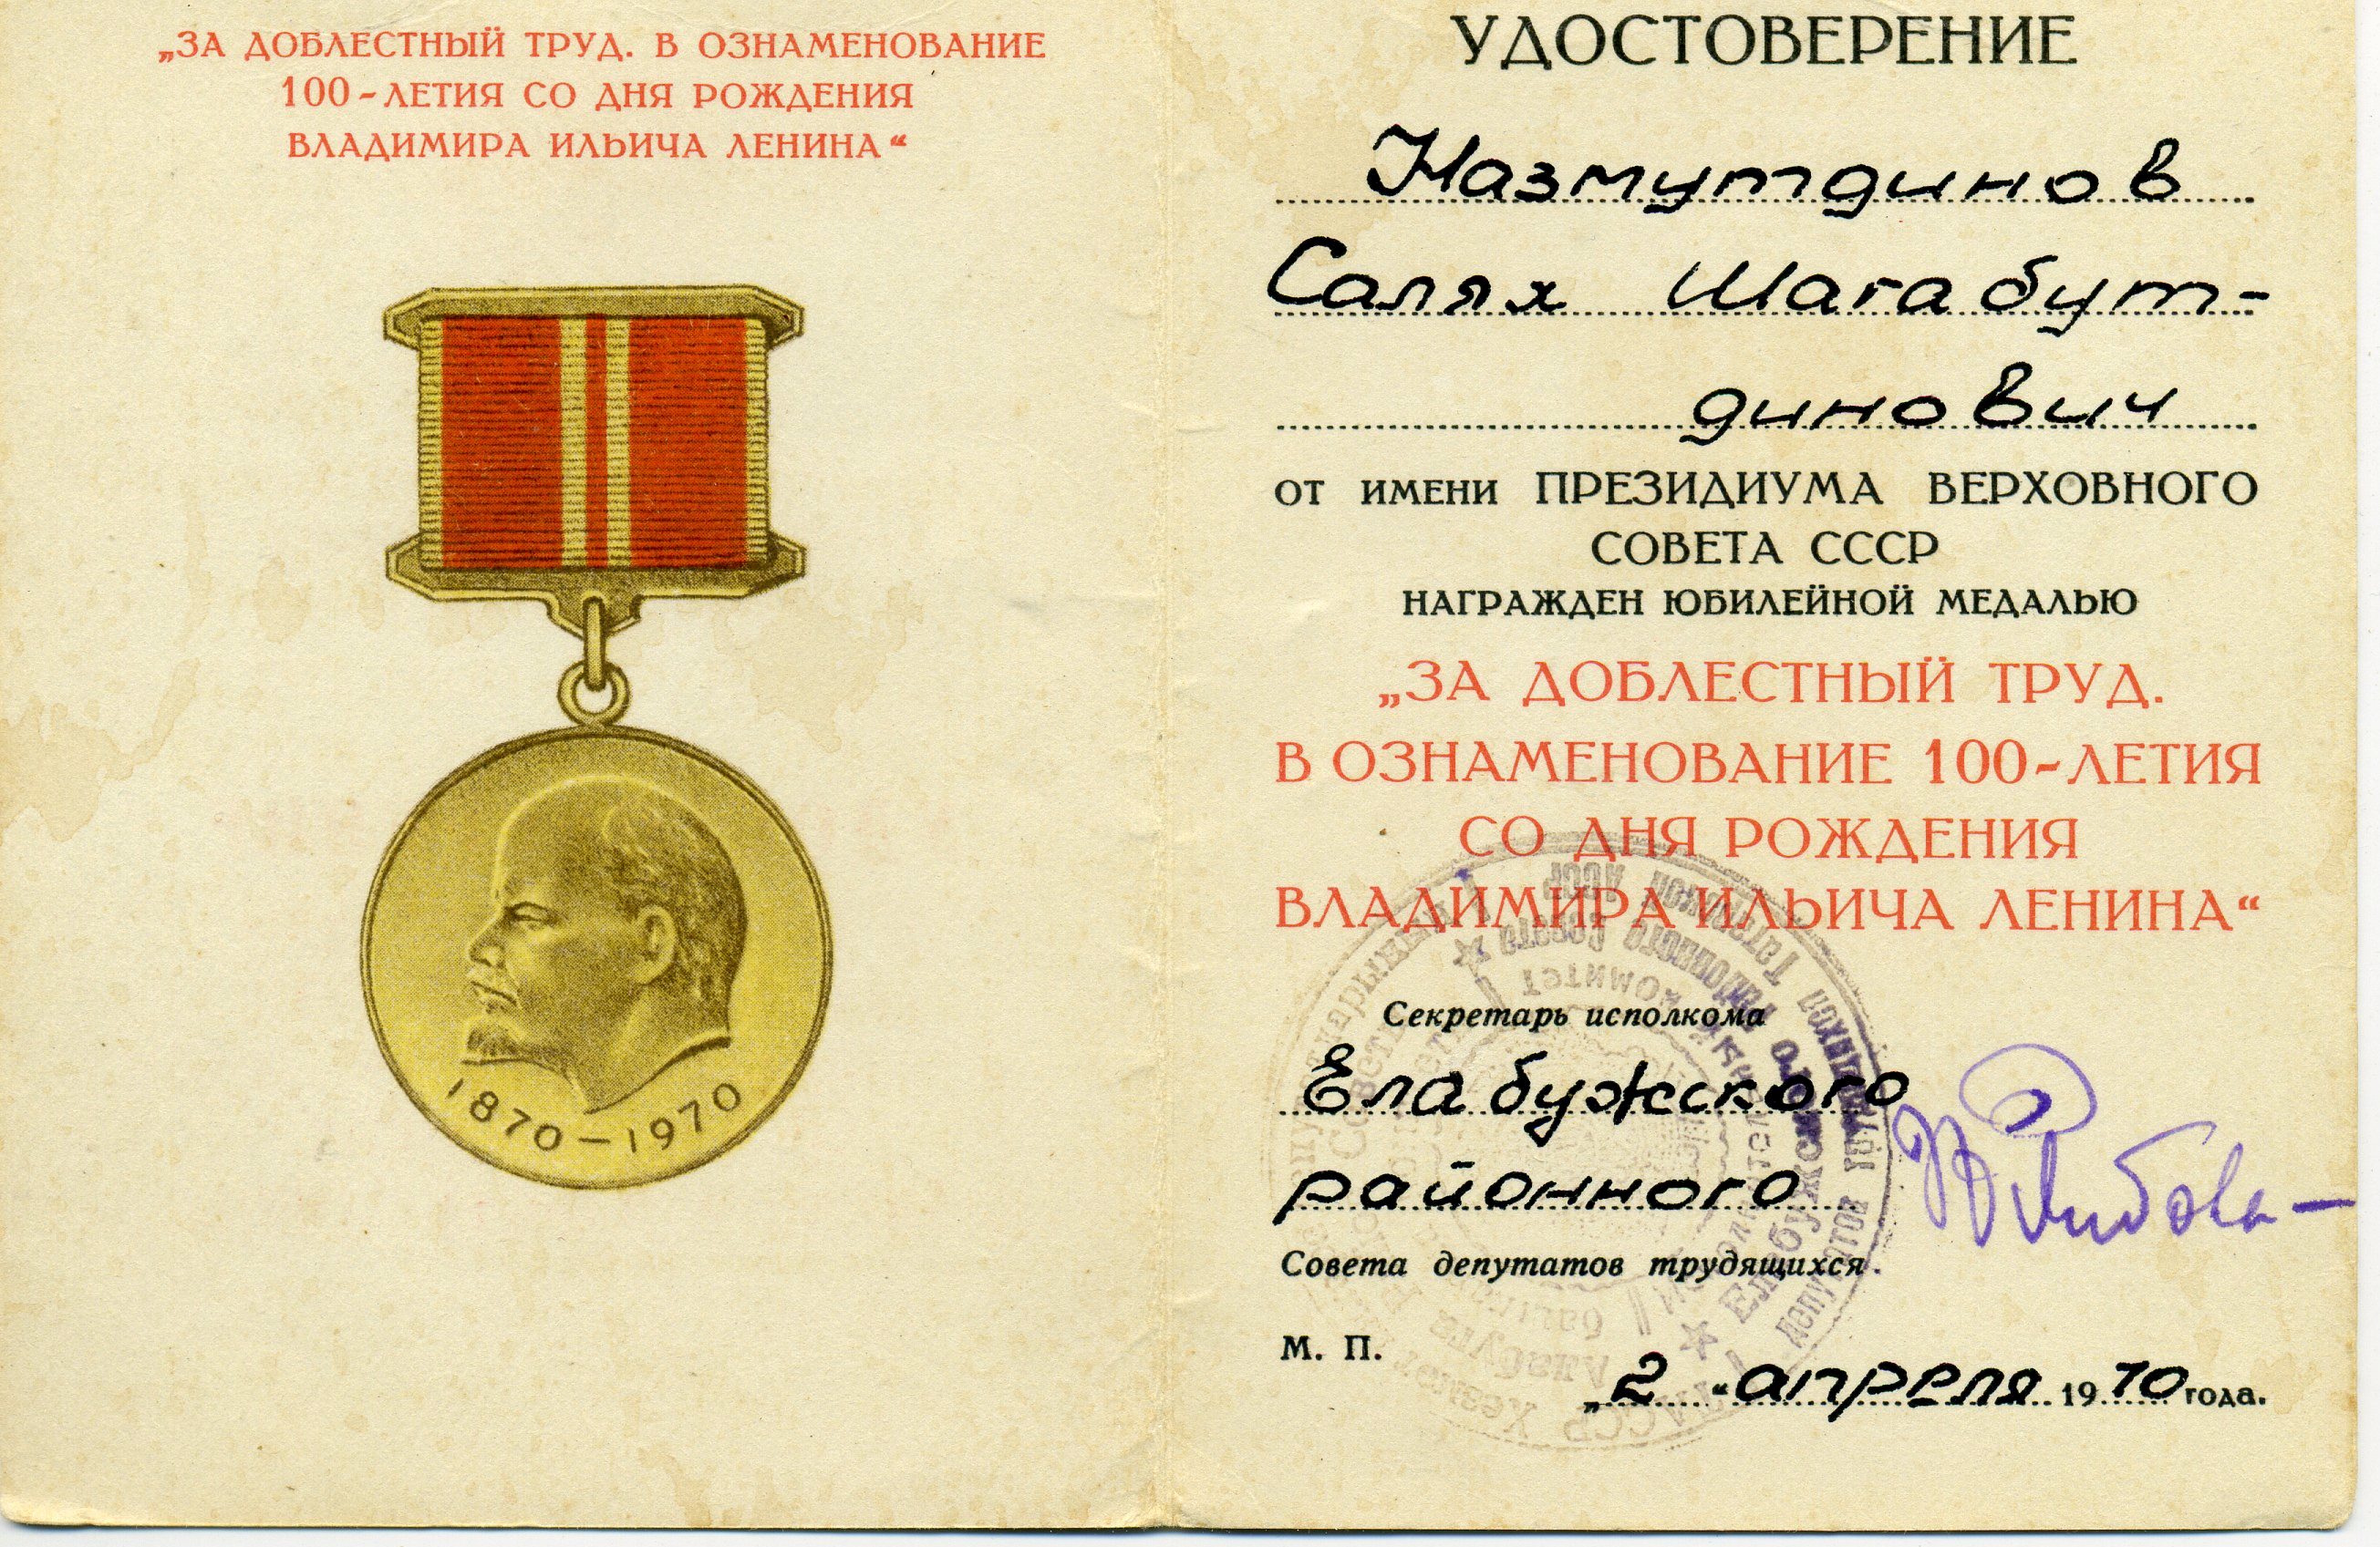 „ЗА ДОБЛЕСТНЫЙ ТРУД. В ОЗНАМЕНОВАНИЕ
100-ЛЕТИЯ СО ДНЯ РОЖДЕНИЯ
ВЛАДИМИРА ИЛЬИЧА ЛЕНИНА“
1870–1970
УДОСТОВЕРЕНИЕ
Назмутдинов
Салях Шагабут-
динович
ОТ ИМЕНИ ПРЕЗИДИУМА ВЕРХОВНОГО
СОВЕТА СССР
НАГРАЖДЕН ЮБИЛЕЙНОЙ МЕДАЛЬЮ
„ЗА ДОБЛЕСТНЫЙ ТРУД.
В ОЗНАМЕНОВАНИЕ 100-ЛЕТИЯ
СО ДНЯ РОЖДЕНИЯ
ВЛАДИМИРА ИЛЬИЧА ЛЕНИНА“
Секретарь исполкома
Елабужского
районного
Совета депутатов трудящихся.
М. П.
„2“ апреля 1970 года.